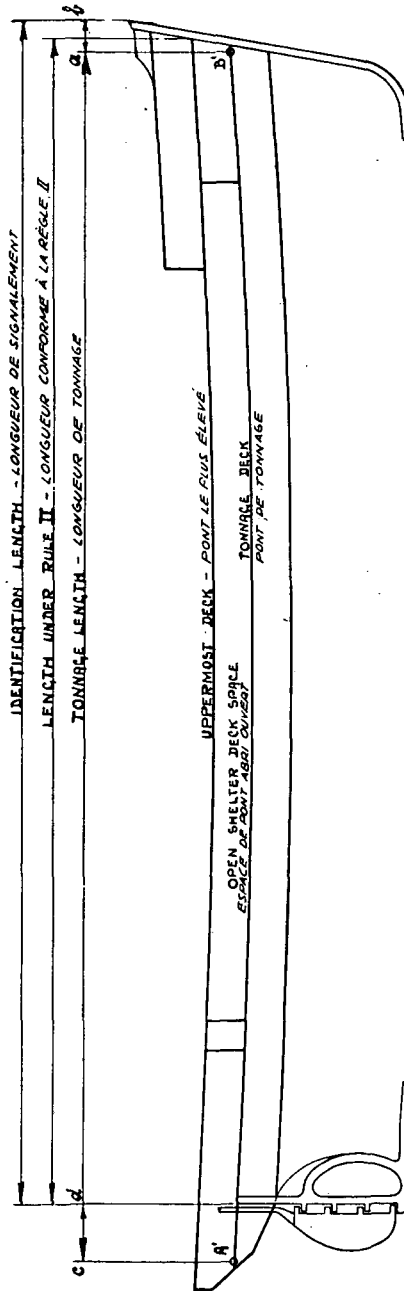 IDENTIFICATION LENGTH - LONGUEUR DE SIGNALEMENT
LENGTH UNDER RULE II - LONGUEUR CONFORME À LA RÈGLE II
TONNAGE LENGTH - LONGUEUR DE TONNAGE
c d a b
UPPERMOST DECK - PONT LE PLUS ÉLEVÉ
OPEN SHELTER DECK SPACE
ESPACE DE PONT ABRI OUVERT
A' B'
TONNAGE DECK
PONT DE TONNAGE